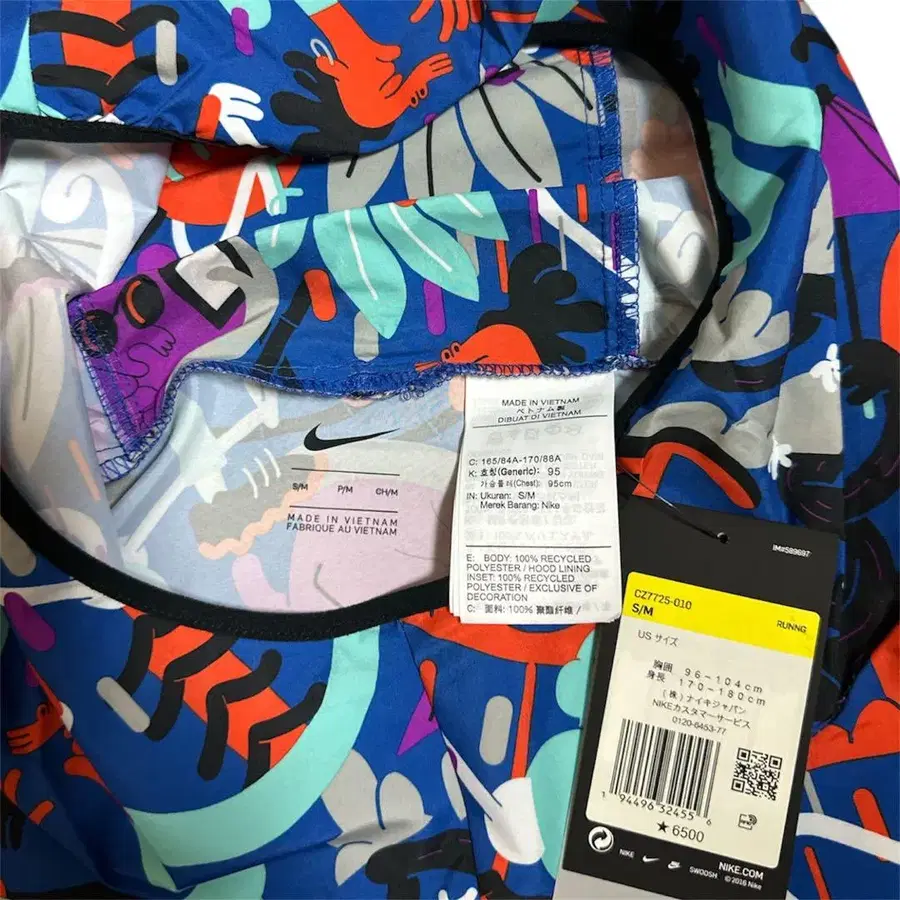 MADE IN VIETNAM
ベトナム製
DIBUAT DI VIETNAM
C: 165/84A-170/88A
K: 호칭(Generic): 95
가슴둘레(Chest): 95cm
IN: Ukuran: S/M
Merek Barang: Nike
E: BODY: 100% RECYCLED
POLYESTER / HOOD LINING
INSET: 100% RECYCLED
POLYESTER / EXCLUSIVE OF
DECORATION
C: 面料: 100% 聚酯纤维 /
S/M P/M CH/M
MADE IN VIETNAM
FABRIQUE AU VIETNAM
IM#589697
CZ7725-010
S/M
RUNNG
US サイズ
胸囲 96-104cm
身長 170-180cm
(株)ナイキジャパン
NIKEカスタマーサービス
0120-6453-77
1 94496 32455 6
★6500
NIKE
SWOOSH
NIKE.COM
©2016 Nike